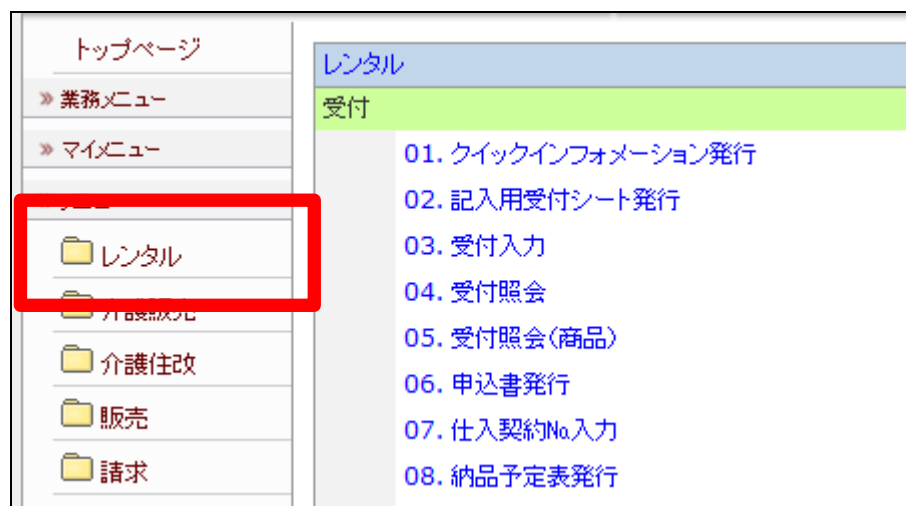 トップページ
» 業務メニュー
» マイメニュー
レンタル
介護住改
販売
請求
レンタル
受付
01. クイックインフォメーション発行
02. 記入用受付シート発行
03. 受付入力
04. 受付照会
05. 受付照会(商品)
06. 申込書発行
07. 仕入契約№入力
08. 納品予定表発行